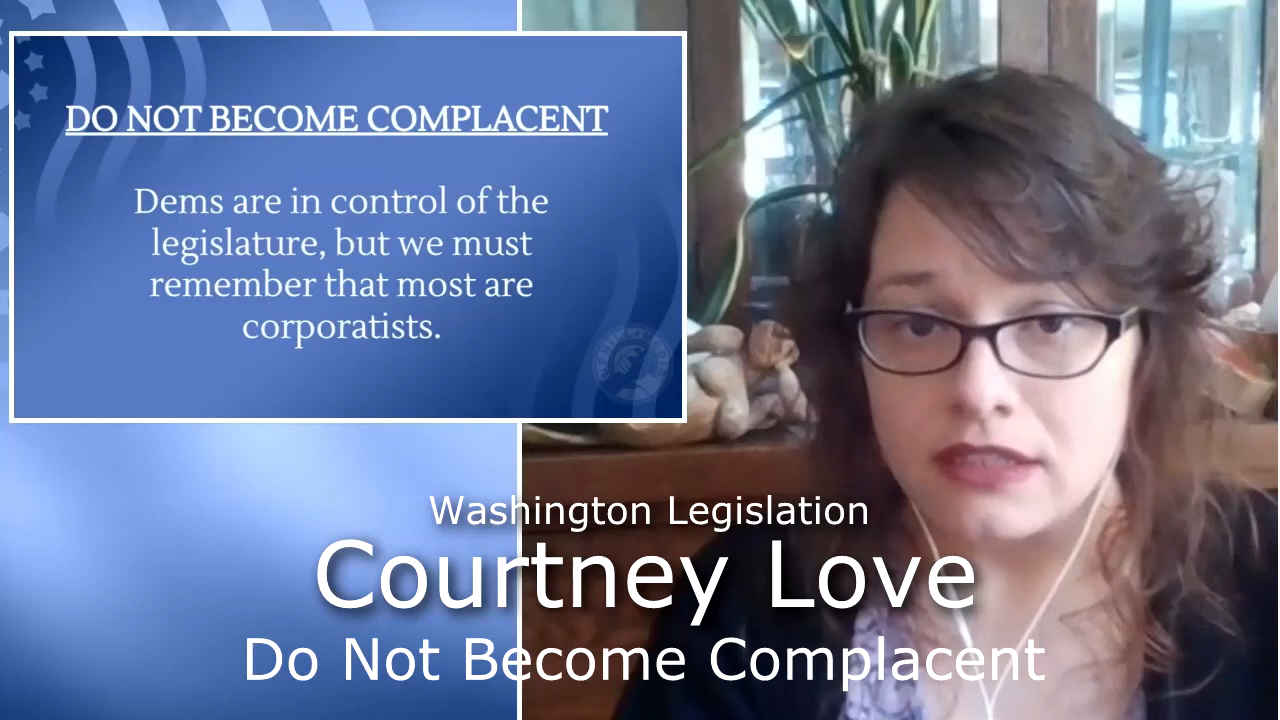 DO NOT BECOME COMPLACENT
Dems are in control of the
legislature, but we must
remember that most are
corporatists.
Washington Legislation
Courtney Love
Do Not Become Complacent